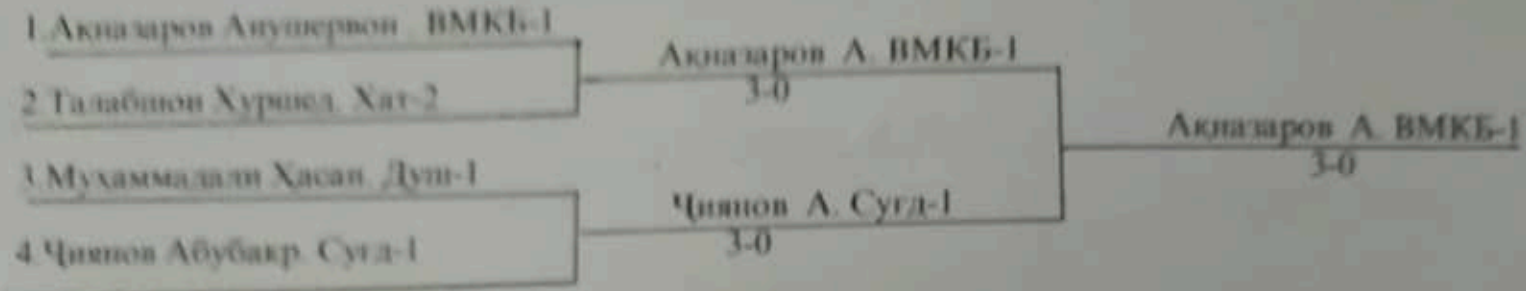 1.Акназаров Анушервон. ВМКБ-1
Акназаров А. ВМКБ-1
3-0
2.Талабшои Хуршед. Хат-2
Акназаров А. ВМКБ-1
3-0
3.Мухаммадали Хасан. Душ-1
Чиянов А. Сугд-1
3-0
4.Чиянов Абубакр. Сугд-1